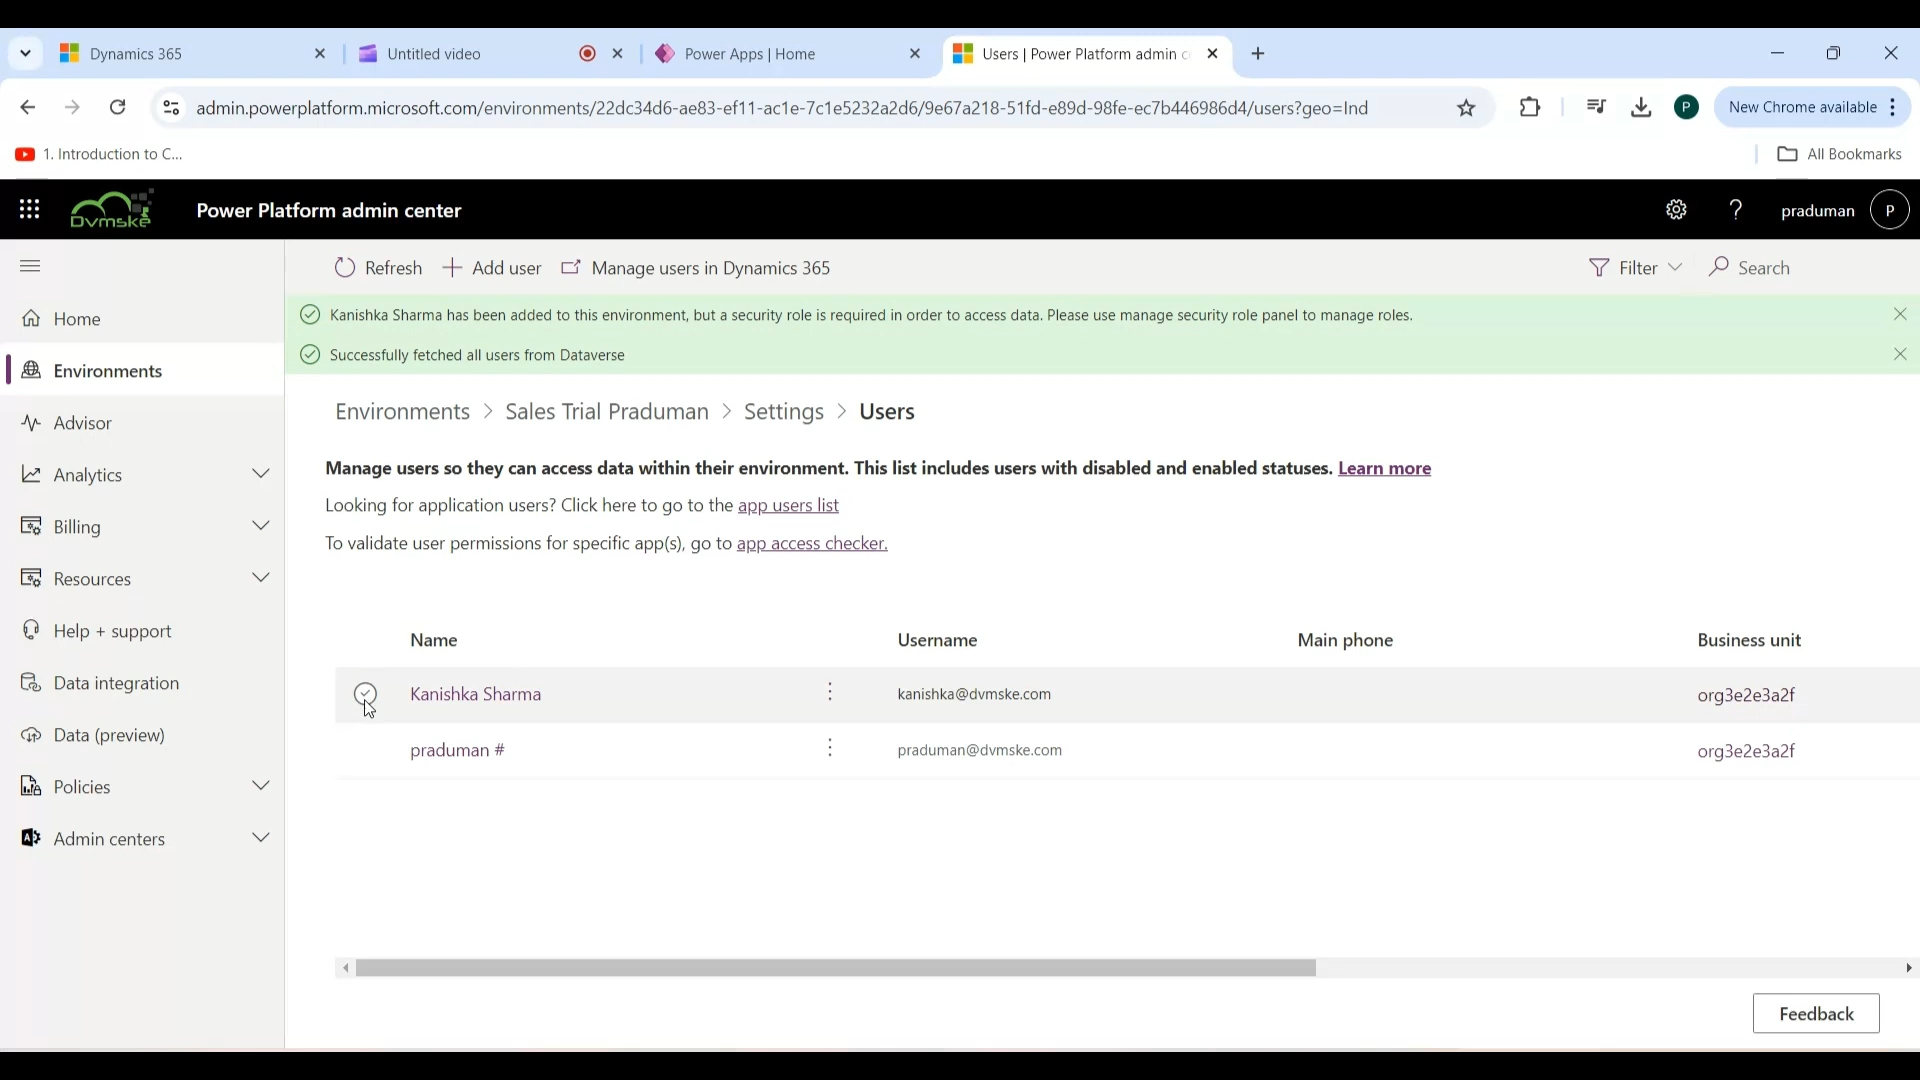 Dynamics 365
Untitled video
Power Apps | Home
Users | Power Platform admin c
admin.powerplatform.microsoft.com/environments/22dc34d6-ae83-ef11-ac1e-7c1e5232a2d6/9e67a218-51fd-e89d-98fe-ec7b446986d4/users?geo=Ind
P
New Chrome available
1. Introduction to C...
All Bookmarks
Dvmske
Power Platform admin center
praduman
P
Refresh
Add user
Manage users in Dynamics 365
Filter
Search
Home
Environments
Advisor
Analytics
Billing
Resources
Help + support
Data integration
Data (preview)
Policies
Admin centers
Kanishka Sharma has been added to this environment, but a security role is required in order to access data. Please use manage security role panel to manage roles.
Successfully fetched all users from Dataverse
Environments > Sales Trial Praduman > Settings > Users
Manage users so they can access data within their environment. This list includes users with disabled and enabled statuses. Learn more
Looking for application users? Click here to go to the app users list
To validate user permissions for specific app(s), go to app access checker.
Name Username Main phone Business unit
Kanishka Sharma kanishka@dvmske.com org3e2e3a2f
praduman # praduman@dvmske.com org3e2e3a2f
Feedback